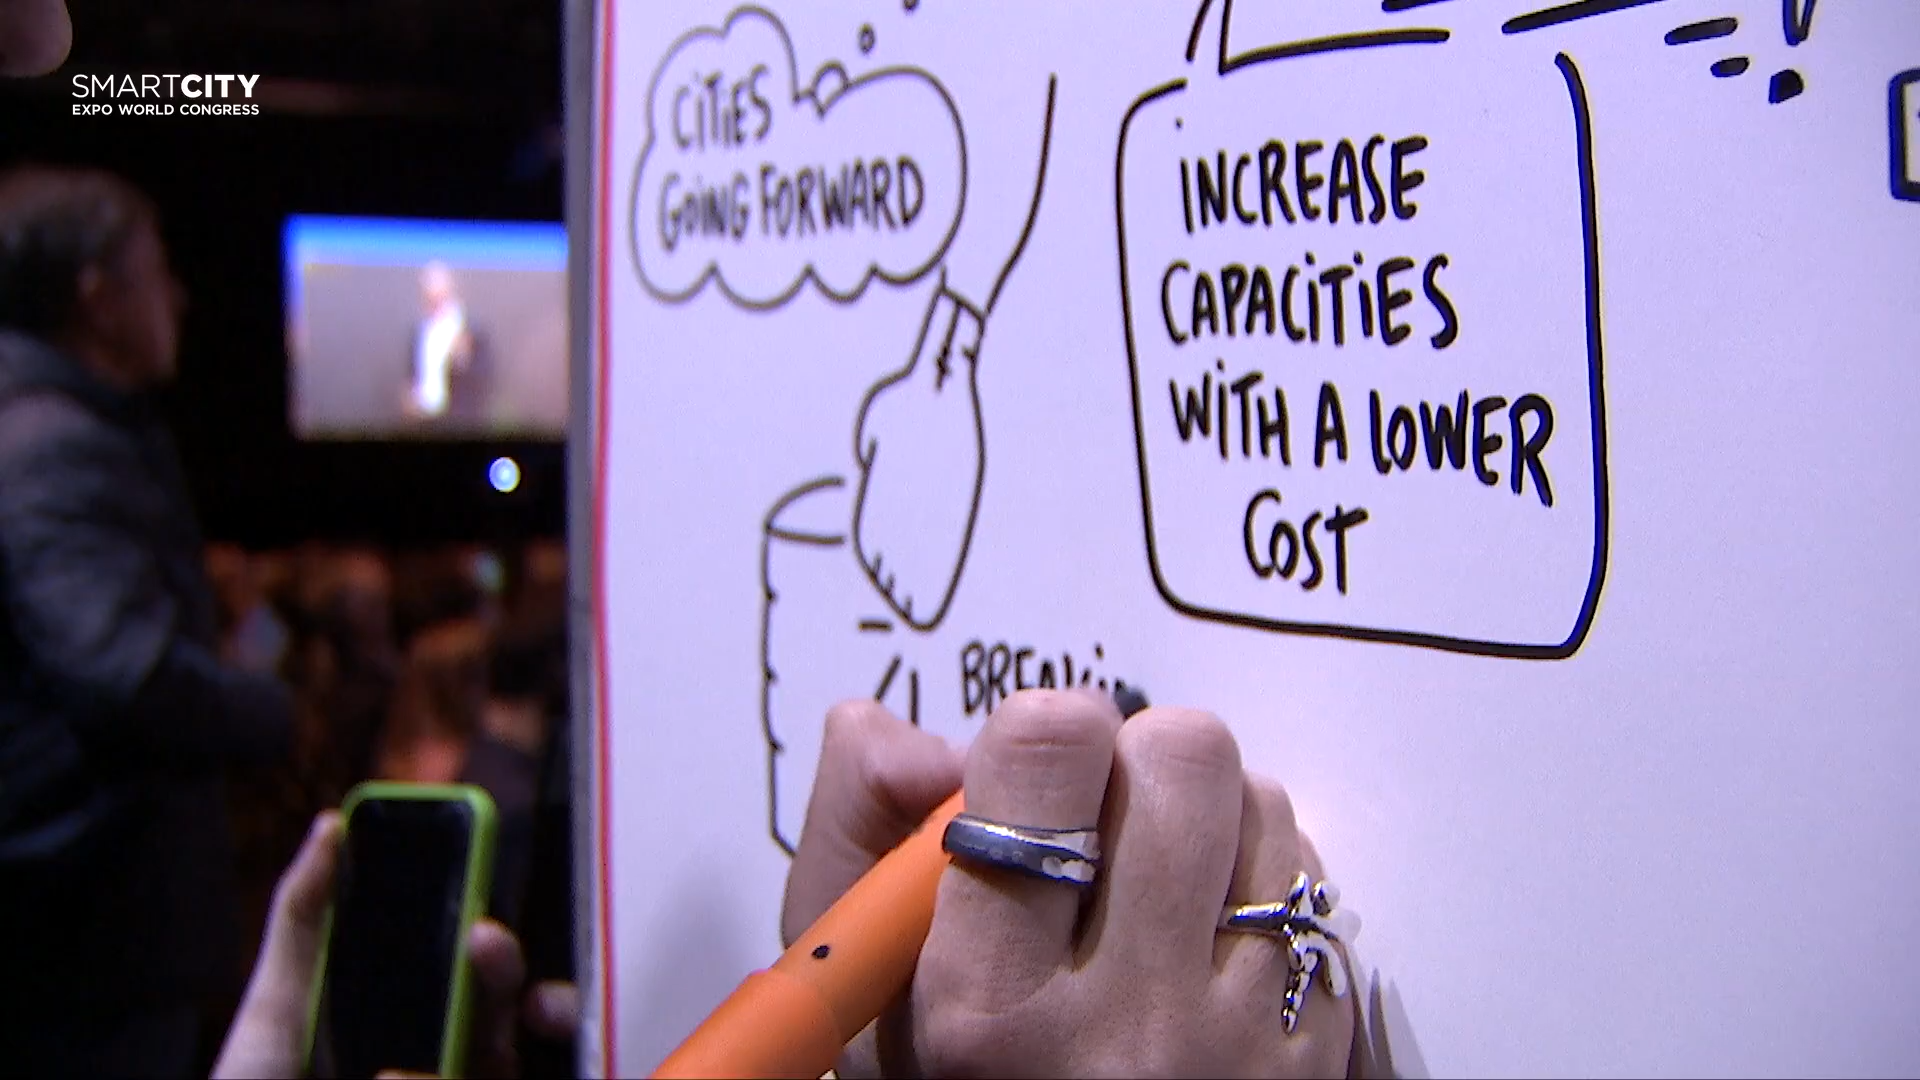 SMARTCITY
EXPO WORLD CONGRESS
CiTiES
GOiNG FORWARD
iNCREASE
CAPACiTiES
WiTH A LOWER
COST